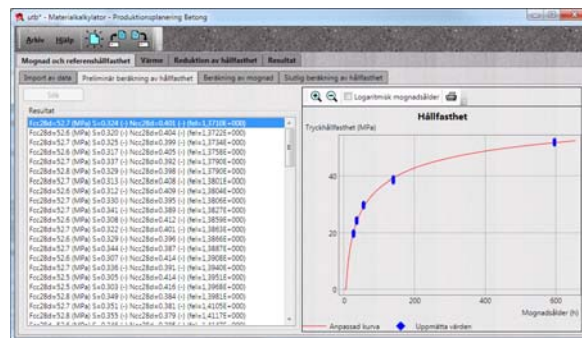 urb* - Materialkalkylator - Produktionsplanering Betong
Arkiv Hjälp
Mognad och referenshållfasthet Värme Reduktion av hållfasthet Resultat
Import av data Preliminär beräkning av hållfasthet Beräkning av mognad Slutlig beräkning av hållfasthet
Sök
Resultat
Fcc28d=52.7 (MPa) S=0.324 (-) Ncc28d=0.401 (-) (fel=1,3710E+000)
Fcc28d=52.6 (MPa) S=0.320 (-) Ncc28d=0.404 (-) (fel=1,3722E+000)
Fcc28d=52.7 (MPa) S=0.325 (-) Ncc28d=0.399 (-) (fel=1,3734E+000)
Fcc28d=52.6 (MPa) S=0.317 (-) Ncc28d=0.405 (-) (fel=1,3758E+000)
Fcc28d=52.7 (MPa) S=0.337 (-) Ncc28d=0.392 (-) (fel=1,3790E+000)
Fcc28d=52.8 (MPa) S=0.329 (-) Ncc28d=0.398 (-) (fel=1,3790E+000)
Fcc28d=52.7 (MPa) S=0.313 (-) Ncc28d=0.408 (-) (fel=1,3801E+000)
Fcc28d=52.6 (MPa) S=0.312 (-) Ncc28d=0.409 (-) (fel=1,3804E+000)
Fcc28d=52.7 (MPa) S=0.330 (-) Ncc28d=0.395 (-) (fel=1,3806E+000)
Fcc28d=52.7 (MPa) S=0.341 (-) Ncc28d=0.389 (-) (fel=1,3827E+000)
Fcc28d=52.6 (MPa) S=0.308 (-) Ncc28d=0.412 (-) (fel=1,3859E+000)
Fcc28d=52.7 (MPa) S=0.322 (-) Ncc28d=0.401 (-) (fel=1,3863E+000)
Fcc28d=52.6 (MPa) S=0.329 (-) Ncc28d=0.396 (-) (fel=1,3866E+000)
Fcc28d=52.7 (MPa) S=0.344 (-) Ncc28d=0.387 (-) (fel=1,3887E+000)
Fcc28d=52.6 (MPa) S=0.307 (-) Ncc28d=0.414 (-) (fel=1,3908E+000)
Fcc28d=52.8 (MPa) S=0.336 (-) Ncc28d=0.391 (-) (fel=1,3940E+000)
Fcc28d=52.6 (MPa) S=0.305 (-) Ncc28d=0.414 (-) (fel=1,3951E+000)
Fcc28d=52.5 (MPa) S=0.303 (-) Ncc28d=0.416 (-) (fel=1,3968E+000)
Fcc28d=52.8 (MPa) S=0.349 (-) Ncc28d=0.384 (-) (fel=1,3981E+000)
Fcc28d=52.7 (MPa) S=0.351 (-) Ncc28d=0.381 (-) (fel=1,4105E+000)
Fcc28d=52.8 (MPa) S=0.355 (-) Ncc28d=0.379 (-) (fel=1,4117E+000)
Logaritmisk mognadsålder
Hållfasthet
Tryckhållfasthet (MPa)
40
20
0
0 200 400 600
Mognadsålder (h)
Anpassad kurva Uppmätta värden